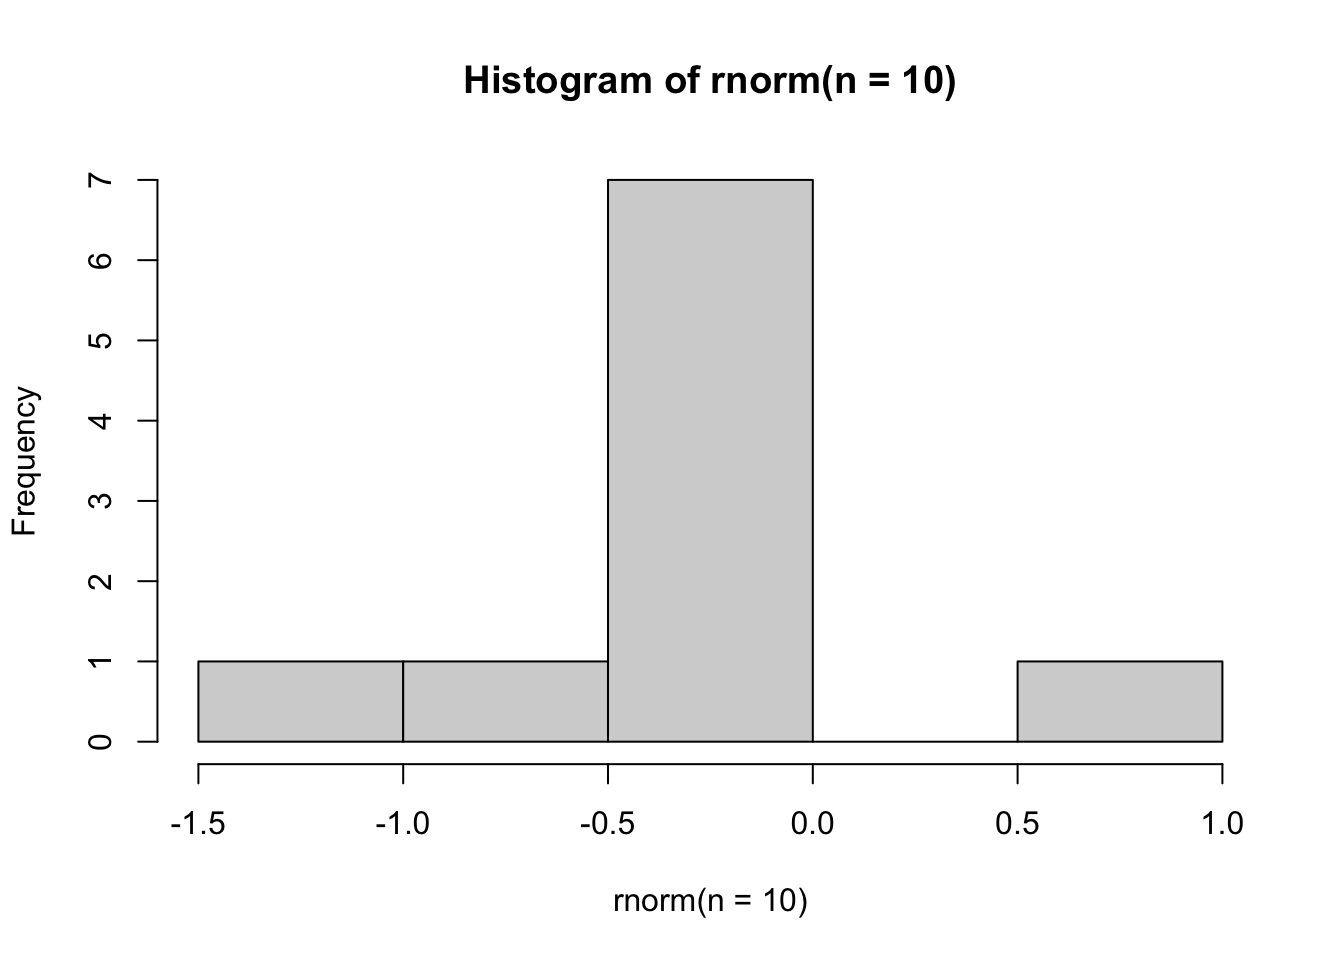 Histogram of rnorm(n = 10)
7
6
5
4
3
2
1
0
Frequency
-1.5 -1.0 -0.5 0.0 0.5 1.0
rnorm(n = 10)